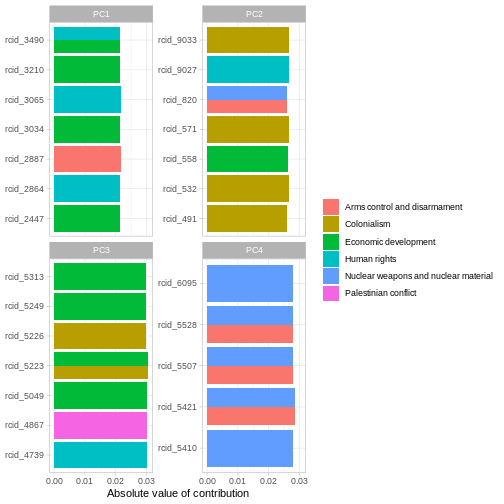 PC1
PC2
rcid_3490
rcid_3210
rcid_3065
rcid_3034
rcid_2887
rcid_2864
rcid_2447
rcid_9033
rcid_9027
rcid_820
rcid_571
rcid_558
rcid_532
rcid_491
PC3
PC4
rcid_5313
rcid_5249
rcid_5226
rcid_5223
rcid_5049
rcid_4867
rcid_4739
rcid_6095
rcid_5528
rcid_5507
rcid_5421
rcid_5410
0.00 0.01 0.02 0.03
0.00 0.01 0.02 0.03
Absolute value of contribution
Arms control and disarmament
Colonialism
Economic development
Human rights
Nuclear weapons and nuclear material
Palestinian conflict